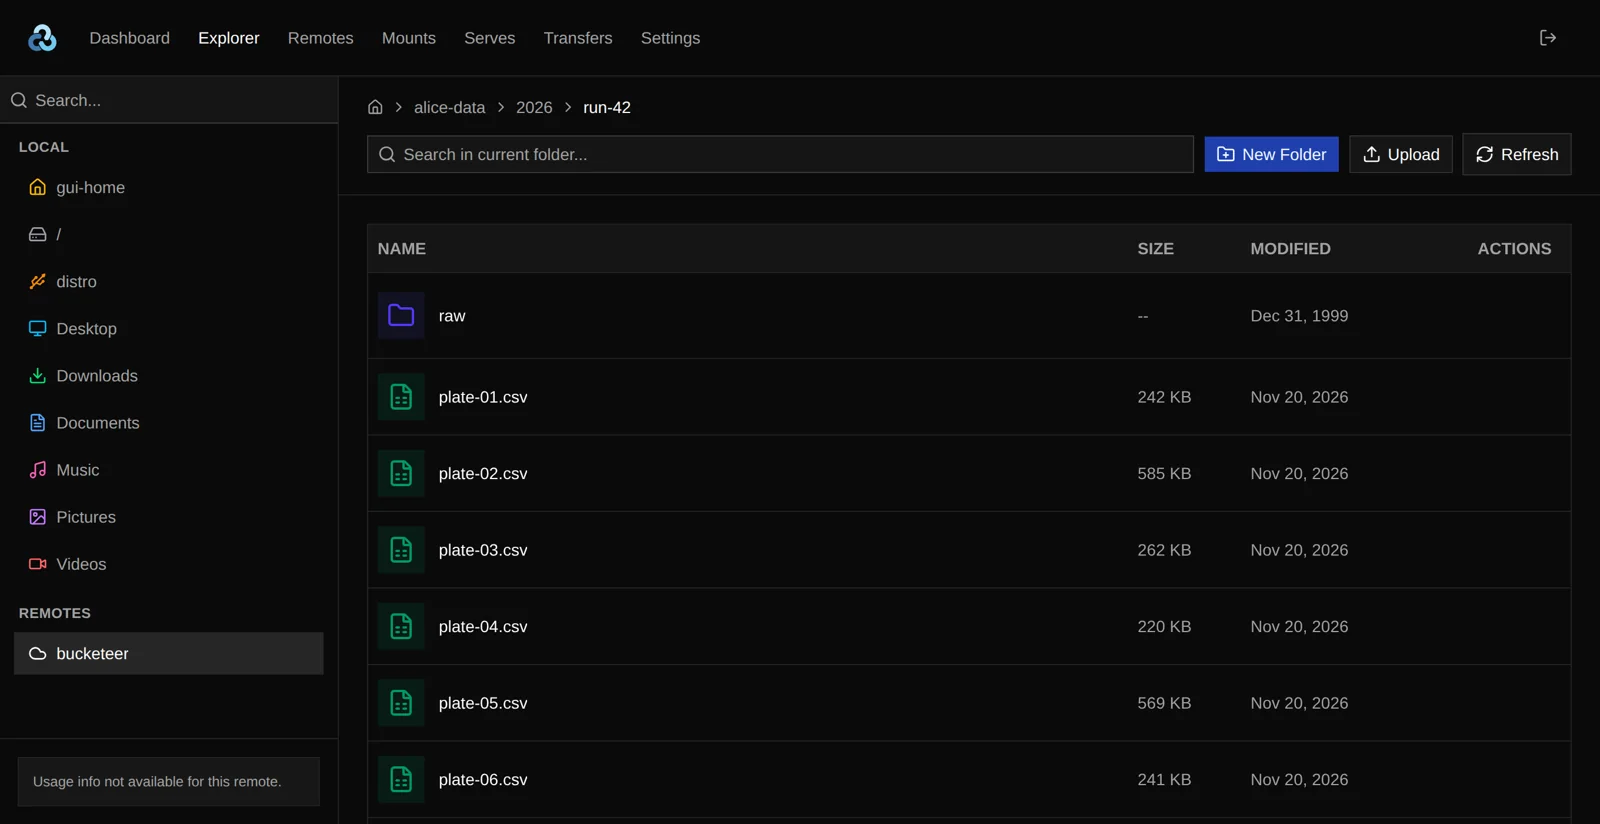 Dashboard Explorer Remotes Mounts Serves Transfers Settings
Search...
LOCAL
gui-home
/
distro
Desktop
Downloads
Documents
Music
Pictures
Videos
REMOTES
bucketeer
Usage info not available for this remote.
alice-data > 2026 > run-42
Search in current folder... New Folder Upload Refresh
NAME SIZE MODIFIED ACTIONS
raw -- Dec 31, 1999
plate-01.csv 242 KB Nov 20, 2026
plate-02.csv 585 KB Nov 20, 2026
plate-03.csv 262 KB Nov 20, 2026
plate-04.csv 220 KB Nov 20, 2026
plate-05.csv 569 KB Nov 20, 2026
plate-06.csv 241 KB Nov 20, 2026